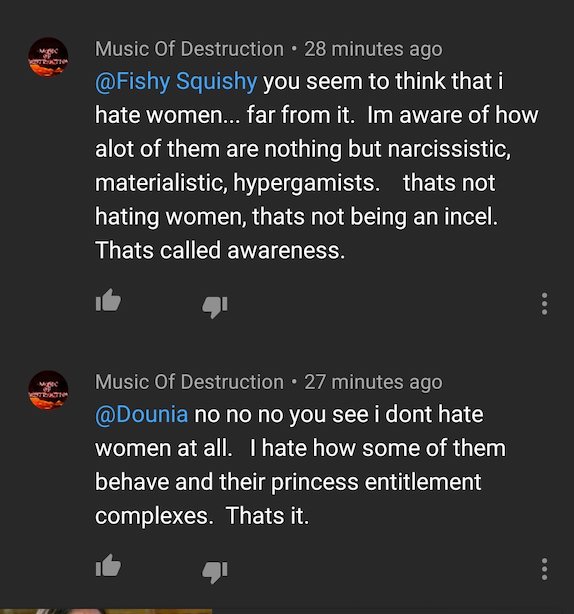 Music Of Destruction • 28 minutes ago
@Fishy Squishy you seem to think that i
hate women... far from it.  Im aware of how
alot of them are nothing but narcissistic,
materialistic, hypergamists.    thats not
hating women, thats not being an incel.
Thats called awareness.
Music Of Destruction • 27 minutes ago
@Dounia no no no you see i dont hate
women at all.   I hate how some of them
behave and their princess entitlement
complexes.  Thats it.